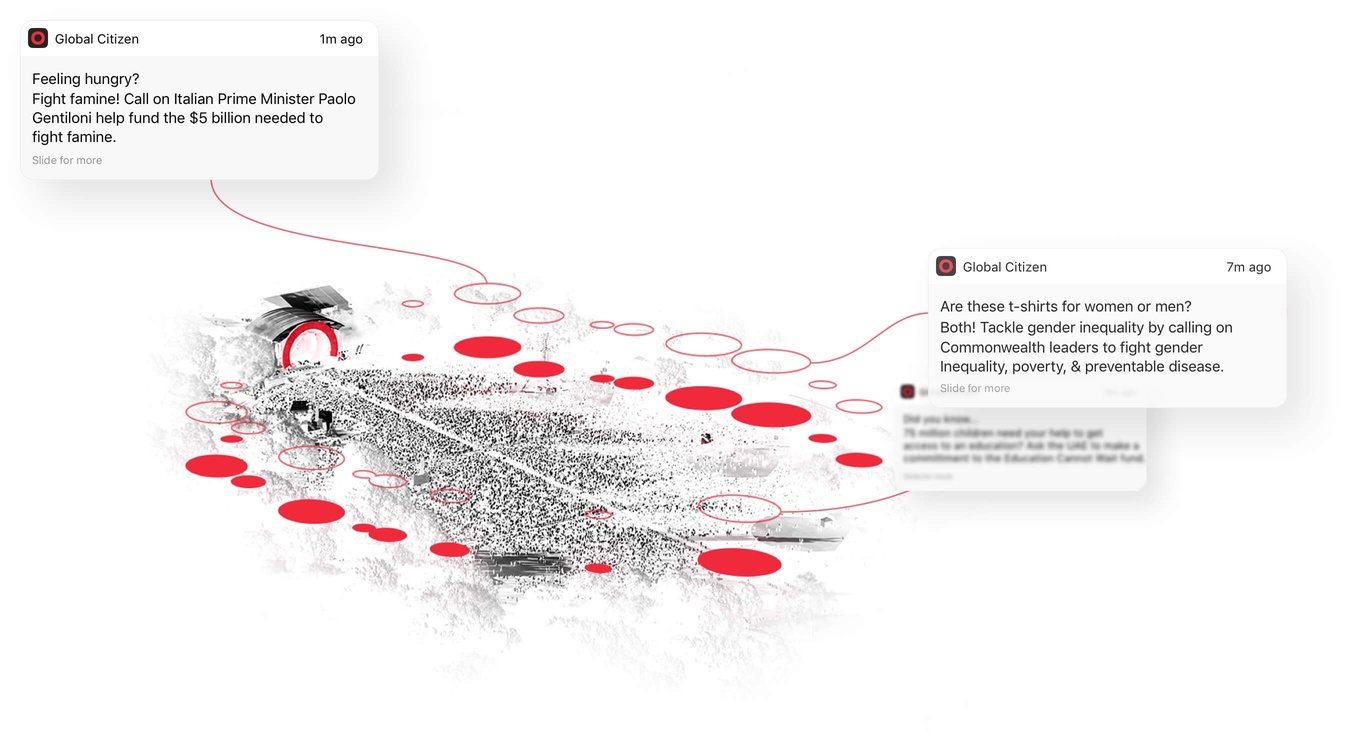 Global Citizen
1m ago
Feeling hungry?
Fight famine! Call on Italian Prime Minister Paolo
Gentiloni help fund the $5 billion needed to
fight famine.
Slide for more
Global Citizen
7m ago
Are these t-shirts for women or men?
Both! Tackle gender inequality by calling on
Commonwealth leaders to fight gender
Inequality, poverty, & preventable disease.
Slide for more
Did you know...
75 million children need your help to get
access to an education? Ask the UAE to make a
committment to the Education Cannot Wait fund.